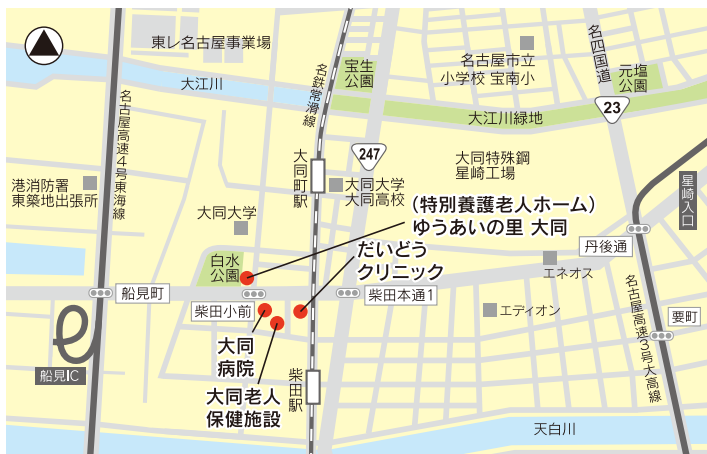 東レ名古屋事業場
大江川
名古屋高速4号東海線
港消防署
東築地出張所
大同大学
白水
公園
船見町
船見IC
柴田小前
大同
病院
大同老人
保健施設
名鉄常滑線
宝生
公園
大同町駅
247
大同大学
大同高校
(特別養護老人ホーム)
ゆうあいの里 大同
だいどう
クリニック
柴田本通1
柴田駅
名古屋市立
小学校 宝南小
名四国道
元塩
公園
23
大江川緑地
大同特殊鋼
星崎工場
星崎入口
丹後通
エネオス
エディオン
要町
名古屋高速3号大高線
天白川